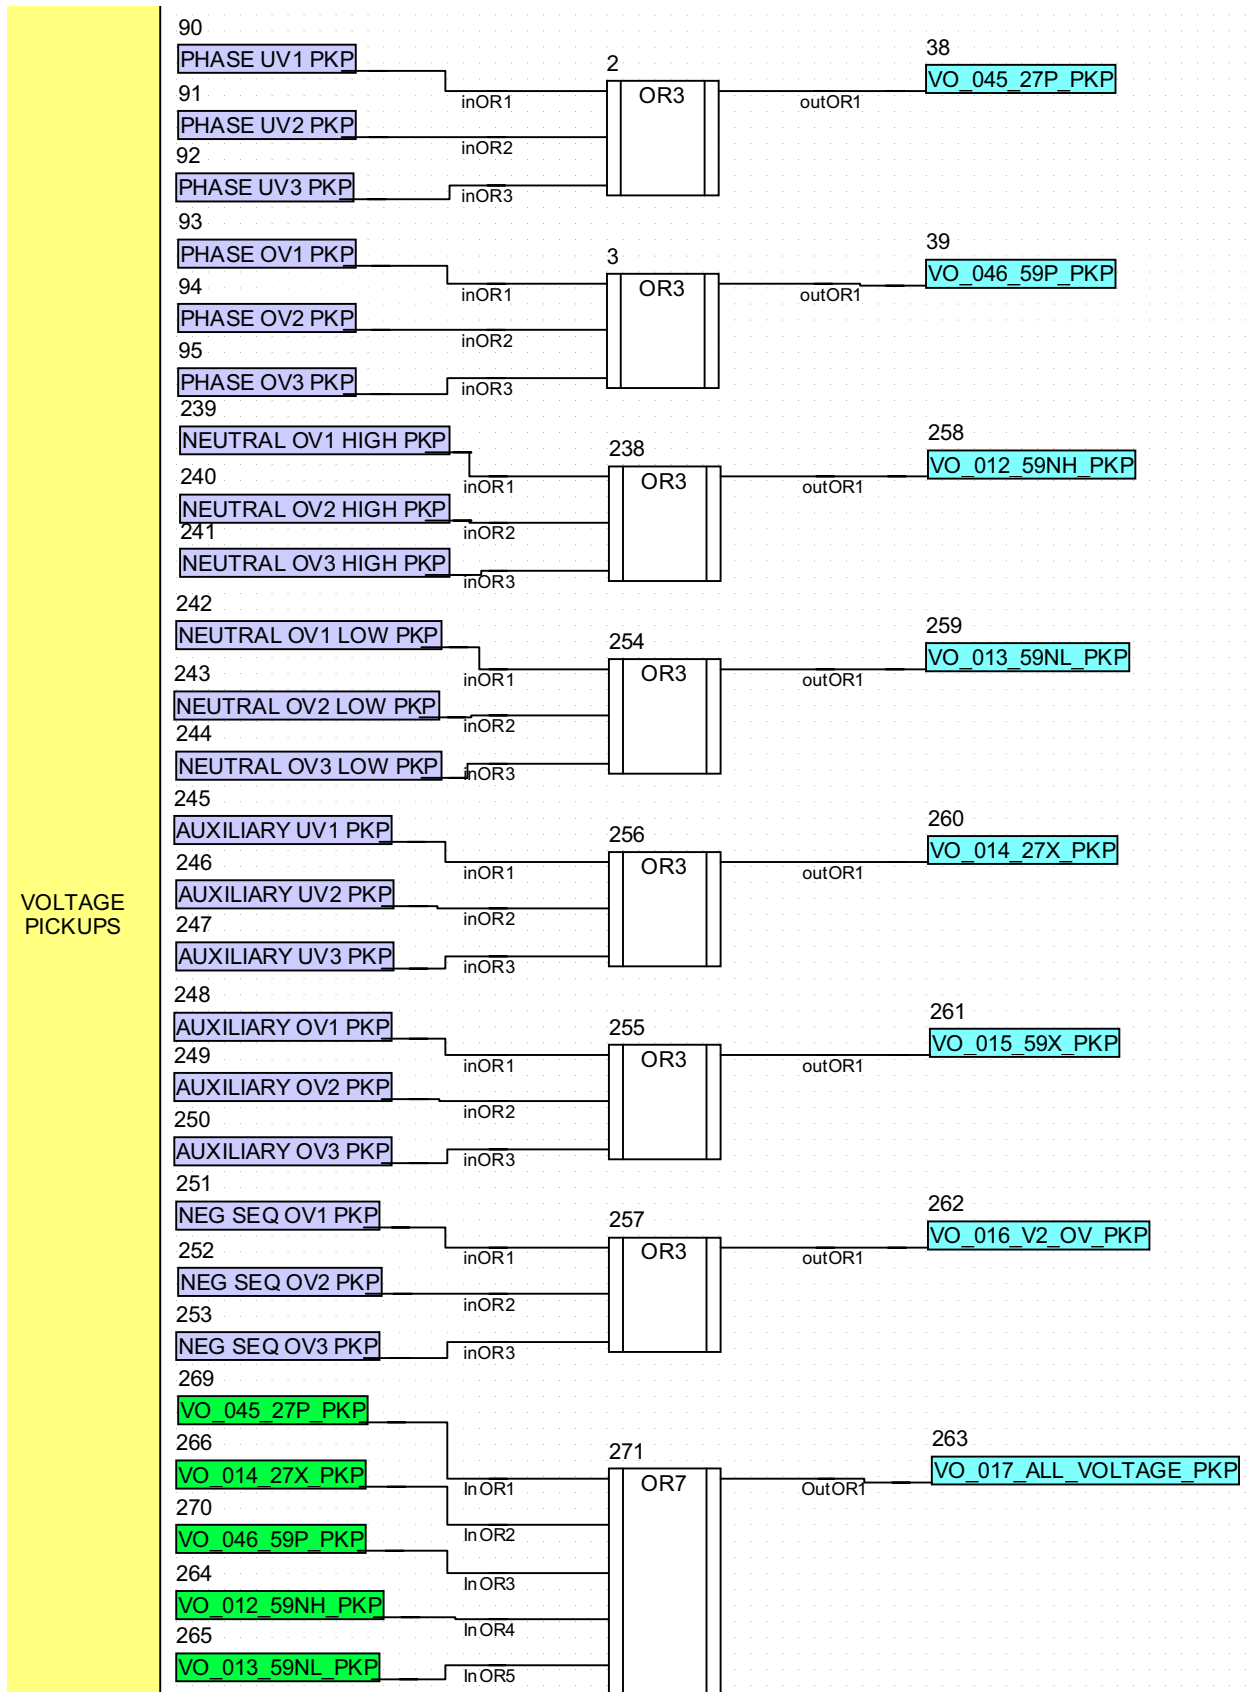 VOLTAGE
PICKUPS
90
PHASE UV1 PKP
91
PHASE UV2 PKP
92
PHASE UV3 PKP
inOR1
inOR2
inOR3
2
OR3
outOR1
38
VO_045_27P_PKP
93
PHASE OV1 PKP
94
PHASE OV2 PKP
95
PHASE OV3 PKP
inOR1
inOR2
inOR3
3
OR3
outOR1
39
VO_046_59P_PKP
239
NEUTRAL OV1 HIGH PKP
240
NEUTRAL OV2 HIGH PKP
241
NEUTRAL OV3 HIGH PKP
inOR1
inOR2
inOR3
238
OR3
outOR1
258
VO_012_59NH_PKP
242
NEUTRAL OV1 LOW PKP
243
NEUTRAL OV2 LOW PKP
244
NEUTRAL OV3 LOW PKP
inOR1
inOR2
inOR3
254
OR3
outOR1
259
VO_013_59NL_PKP
245
AUXILIARY UV1 PKP
246
AUXILIARY UV2 PKP
247
AUXILIARY UV3 PKP
inOR1
inOR2
inOR3
256
OR3
outOR1
260
VO_014_27X_PKP
248
AUXILIARY OV1 PKP
249
AUXILIARY OV2 PKP
250
AUXILIARY OV3 PKP
inOR1
inOR2
inOR3
255
OR3
outOR1
261
VO_015_59X_PKP
251
NEG SEQ OV1 PKP
252
NEG SEQ OV2 PKP
253
NEG SEQ OV3 PKP
inOR1
inOR2
inOR3
257
OR3
outOR1
262
VO_016_V2_OV_PKP
269
VO_045_27P_PKP
266
VO_014_27X_PKP
270
VO_046_59P_PKP
264
VO_012_59NH_PKP
265
VO_013_59NL_PKP
InOR1
InOR2
InOR3
InOR4
InOR5
271
OR7
OutOR1
263
VO_017_ALL_VOLTAGE_PKP